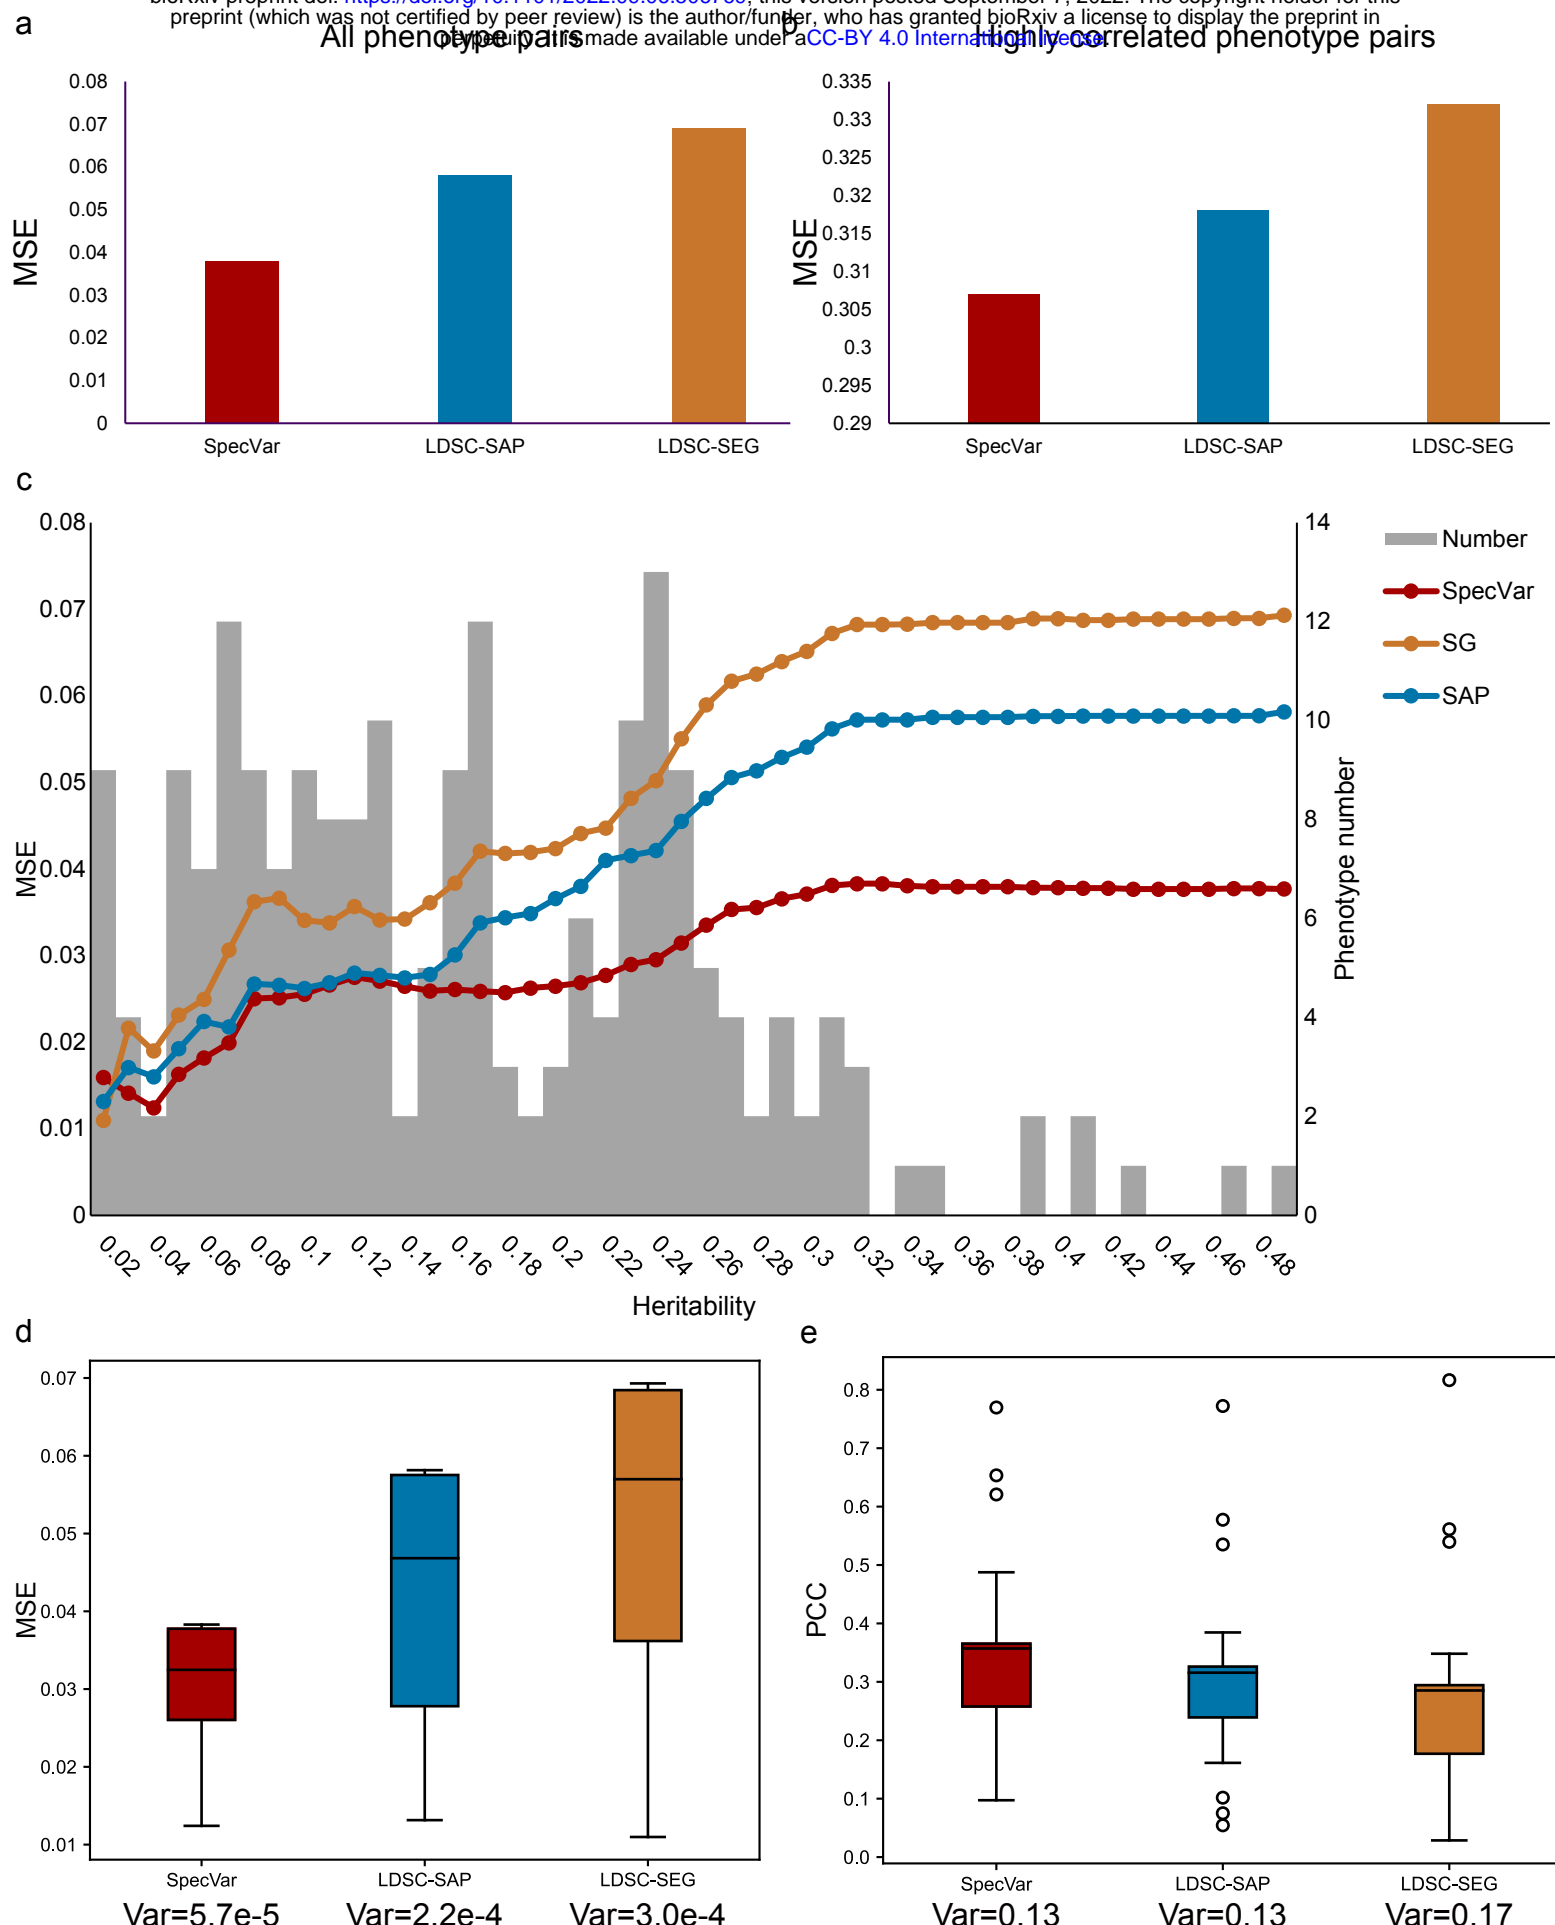 preprint (which was not certified by peer review) is the author/funder, who has granted bioRxiv a license to display the preprint in
perpetuity. It is made available under aCC-BY 4.0 International license.
a
All phenotype pairs
0.08
0.07
0.06
0.05
0.04
0.03
0.02
0.01
0
MSE
SpecVar LDSC-SAP LDSC-SEG
b
Highly correlated phenotype pairs
0.335
0.33
0.325
0.32
0.315
0.31
0.305
0.3
0.295
0.29
MSE
SpecVar LDSC-SAP LDSC-SEG
c
0.08
0.07
0.06
0.05
0.04
0.03
0.02
0.01
0
MSE
14
12
10
8
6
4
2
0
Phenotype number
Number
SpecVar
SG
SAP
0.02 0.04 0.06 0.08 0.1 0.12 0.14 0.16 0.18 0.2 0.22 0.24 0.26 0.28 0.3 0.32 0.34 0.36 0.38 0.4 0.42 0.44 0.46 0.48
Heritability
d
0.07
0.06
0.05
0.04
0.03
0.02
0.01
MSE
SpecVar LDSC-SAP LDSC-SEG
Var=5.7e-5 Var=2.2e-4 Var=3.0e-4
e
0.8
0.7
0.6
0.5
0.4
0.3
0.2
0.1
0.0
PCC
SpecVar LDSC-SAP LDSC-SEG
Var=0.13 Var=0.13 Var=0.17